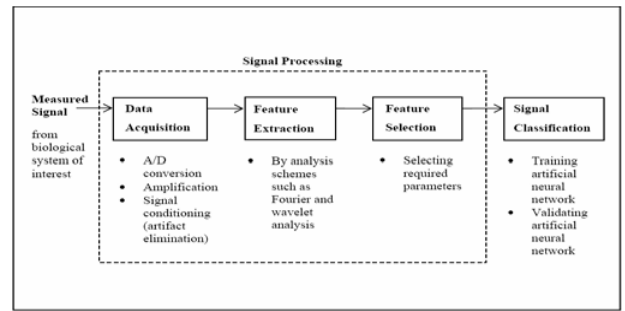 Signal Processing
Measured
Signal
from
biological
system of
interest
Data
Acquisition
• A/D
conversion
• Amplification
• Signal
conditioning
(artifact
elimination)
Feature
Extraction
• By analysis
schemes
such as
Fourier and
wavelet
analysis
Feature
Selection
• Selecting
required
parameters
Signal
Classification
• Training
artificial
neural
network
• Validating
artificial
neural
network